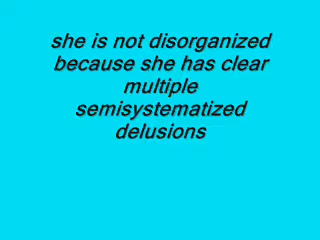 she is not disorganized
because she has clear
multiple
semisystematized
delusions